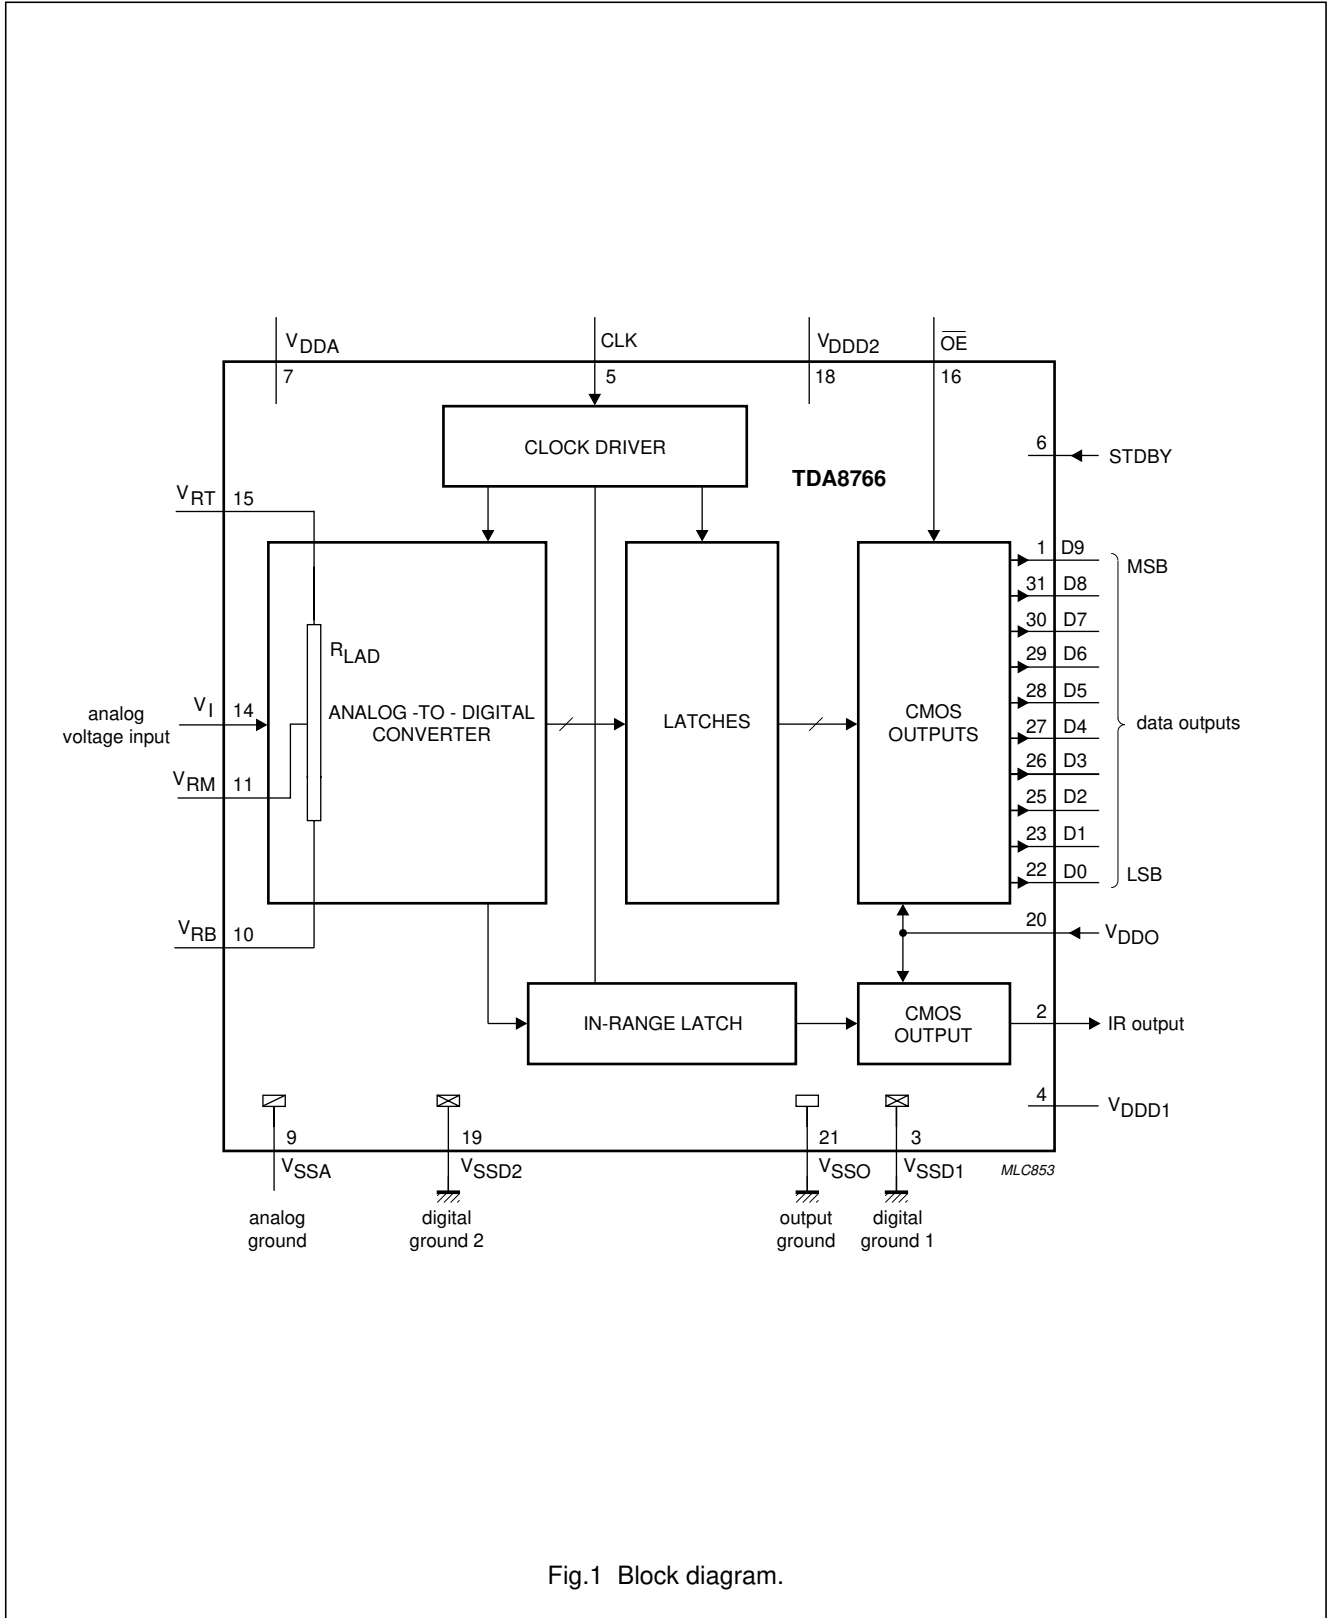 VDDA
CLK
VDDD2
OE
7
5
18
16
CLOCK DRIVER
6
STDBY
TDA8766
VRT
15
1 D9
MSB
31 D8
30 D7
RLAD
29 D6
28 D5
VI
14
analog
voltage input
ANALOG -TO - DIGITAL
CONVERTER
LATCHES
CMOS
OUTPUTS
data outputs
27 D4
26 D3
VRM
11
25 D2
23 D1
22 D0
LSB
VRB
10
20
VDDO
IN-RANGE LATCH
CMOS
OUTPUT
2
IR output
4
VDDD1
9
19
21
3
VSSA
VSSD2
VSSO
VSSD1
MLC853
analog
ground
digital
ground 2
output
ground
digital
ground 1
Fig.1 Block diagram.